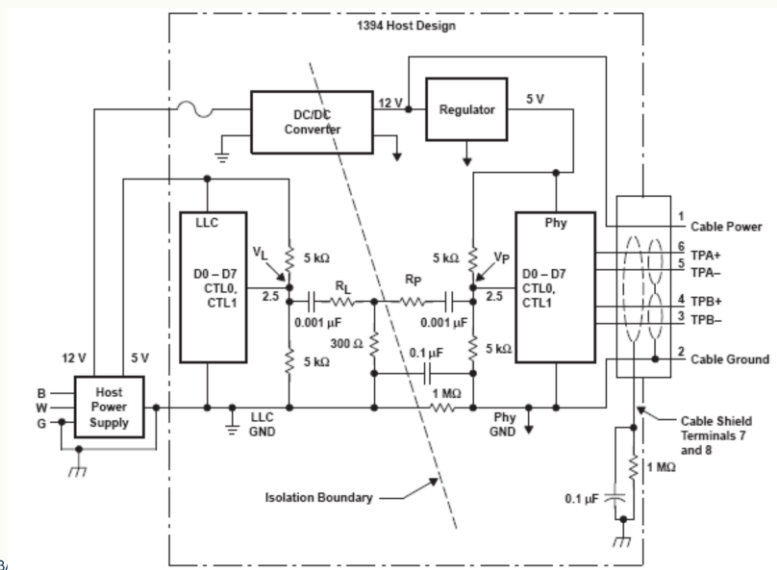 1394 Host Design
DC/DC
Converter
12 V
Regulator
5 V
LLC
D0 – D7
CTL0,
CTL1
VL
2.5
5 kΩ
0.001 µF
RL
RP
0.001 µF
5 kΩ
VP
2.5
Phy
D0 – D7
CTL0,
CTL1
1
Cable Power
6
TPA+
5
TPA–
4
TPB+
3
TPB–
2
Cable Ground
300 Ω
0.1 µF
5 kΩ
5 kΩ
1 MΩ
12 V
5 V
B
W
G
Host
Power
Supply
LLC
GND
Phy
GND
Isolation Boundary
Cable Shield
Terminals 7
and 8
1 MΩ
0.1 µF